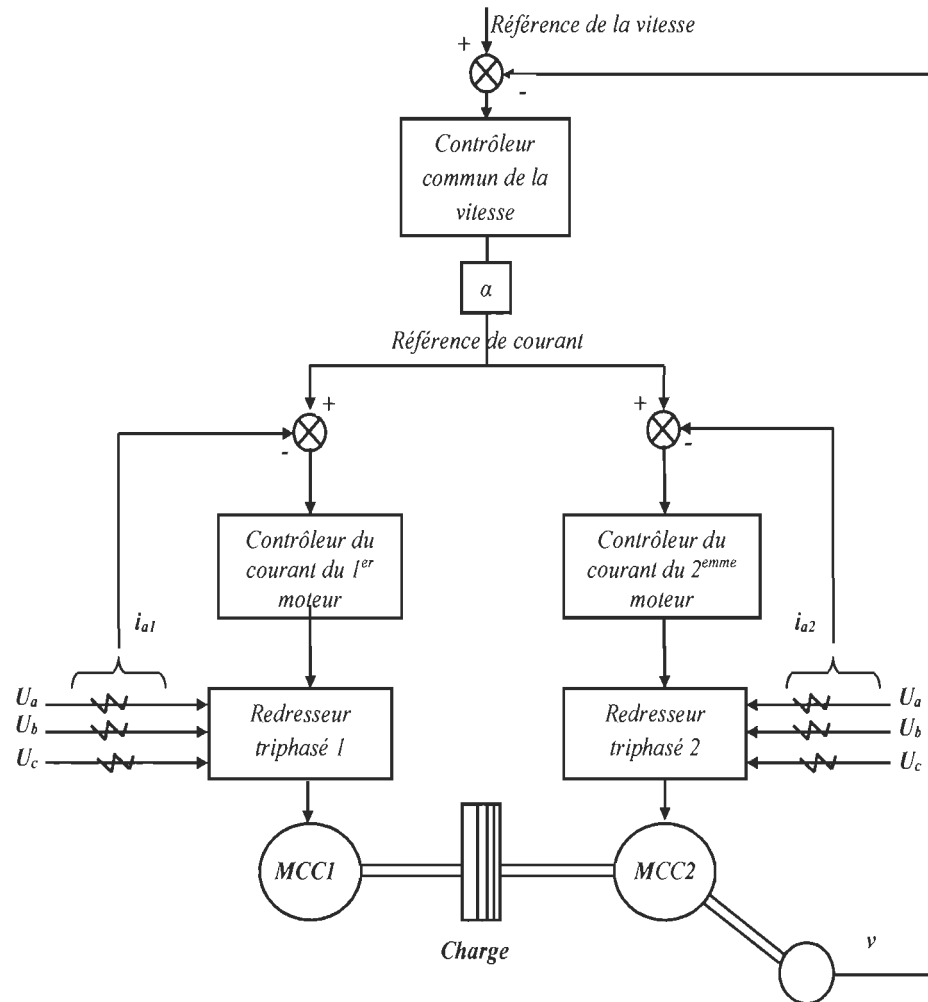 Référence de la vitesse
+
-
Contrôleur
commun de la
vitesse
α
Référence de courant
+
-
+
-
Contrôleur du
courant du 1er
moteur
Contrôleur du
courant du 2emme
moteur
ia1
ia2
Ua
Ub
Uc
Redresseur
triphasé 1
Redresseur
triphasé 2
Ua
Ub
Uc
MCC1
MCC2
Charge
v